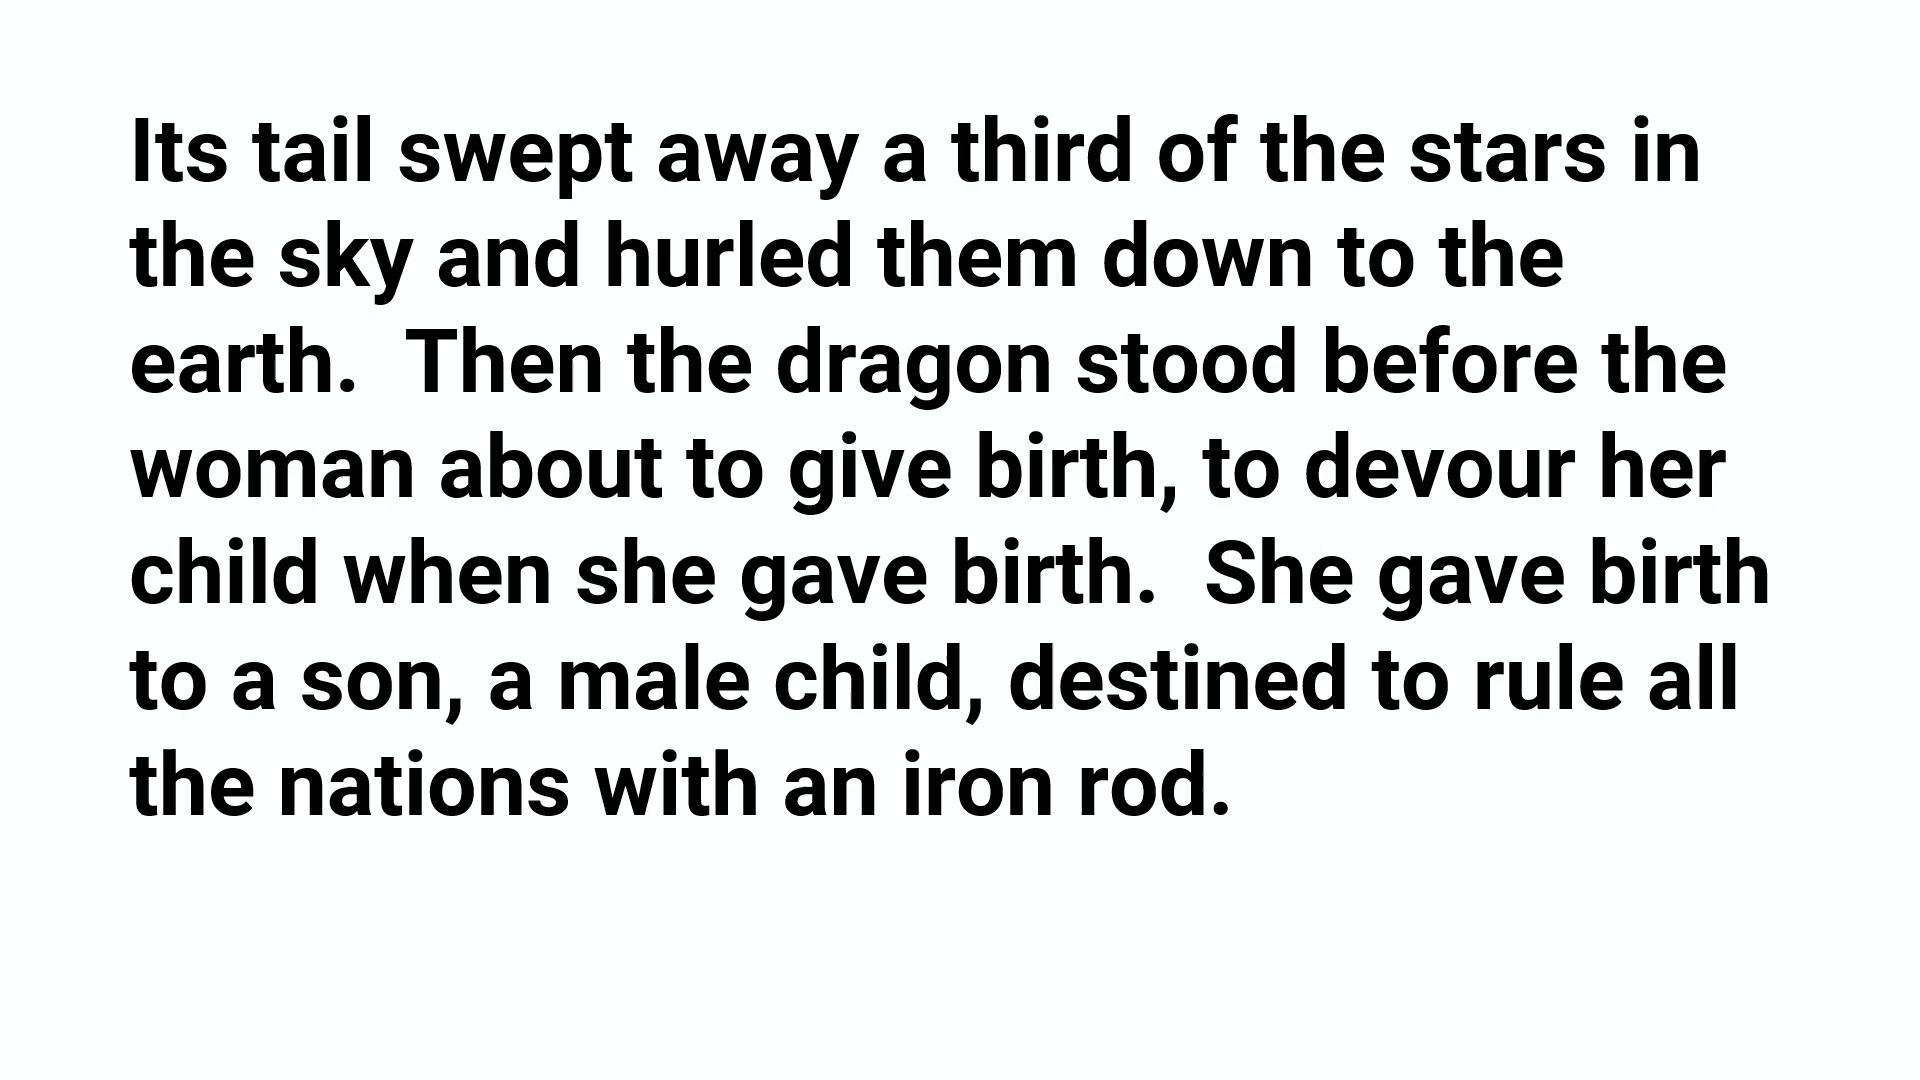 Its tail swept away a third of the stars in
the sky and hurled them down to the
earth.  Then the dragon stood before the
woman about to give birth, to devour her
child when she gave birth.  She gave birth
to a son, a male child, destined to rule all
the nations with an iron rod.